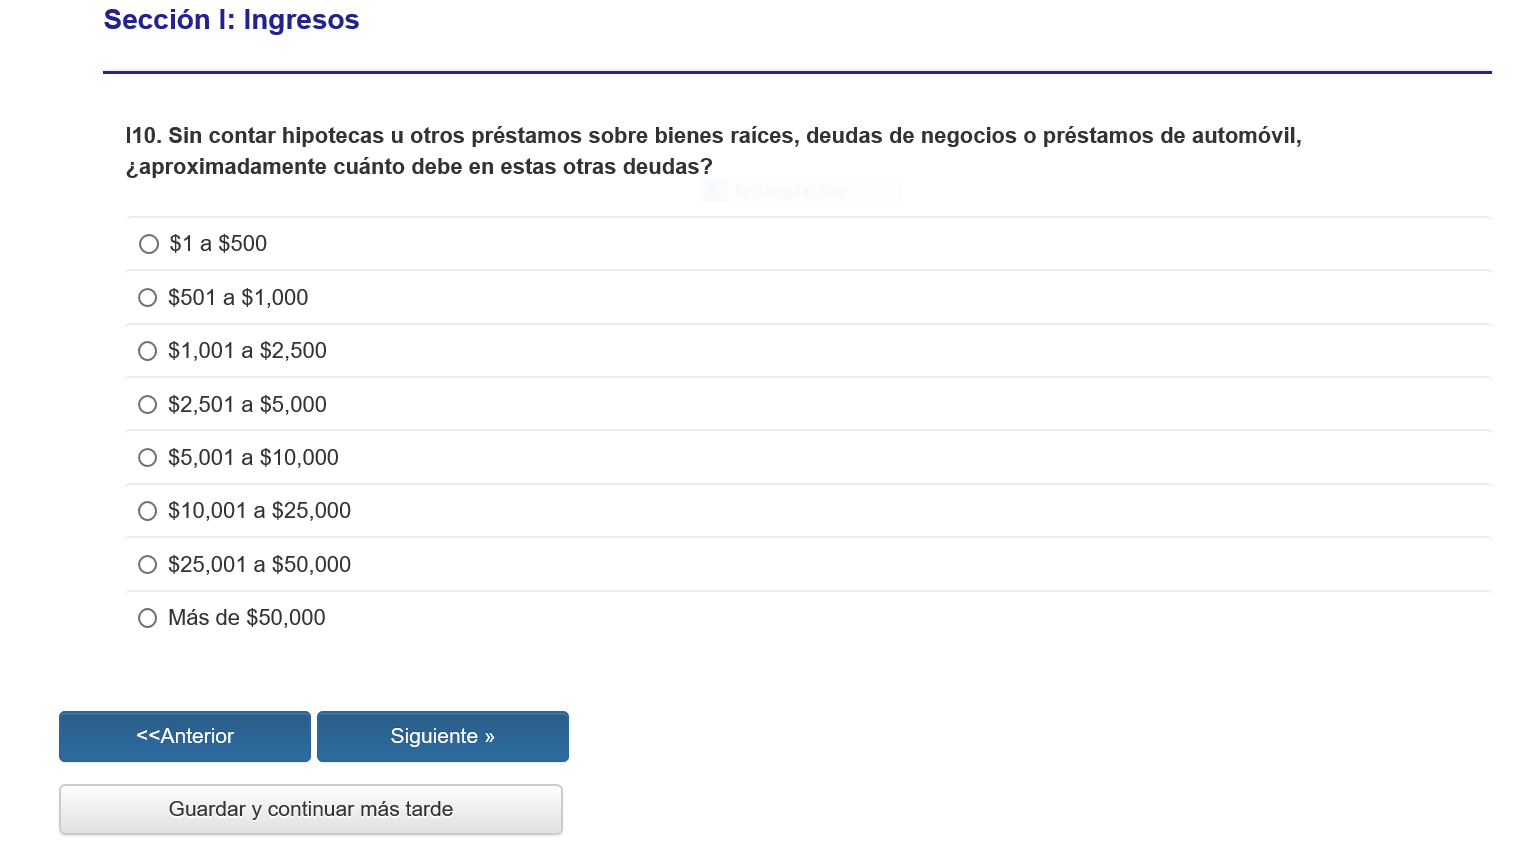 Sección I: Ingresos
I10. Sin contar hipotecas u otros préstamos sobre bienes raíces, deudas de negocios o préstamos de automóvil,
¿aproximadamente cuánto debe en estas otras deudas?
Rectangular Snip
$1 a $500
$501 a $1,000
$1,001 a $2,500
$2,501 a $5,000
$5,001 a $10,000
$10,001 a $25,000
$25,001 a $50,000
Más de $50,000
<<Anterior
Siguiente »
Guardar y continuar más tarde